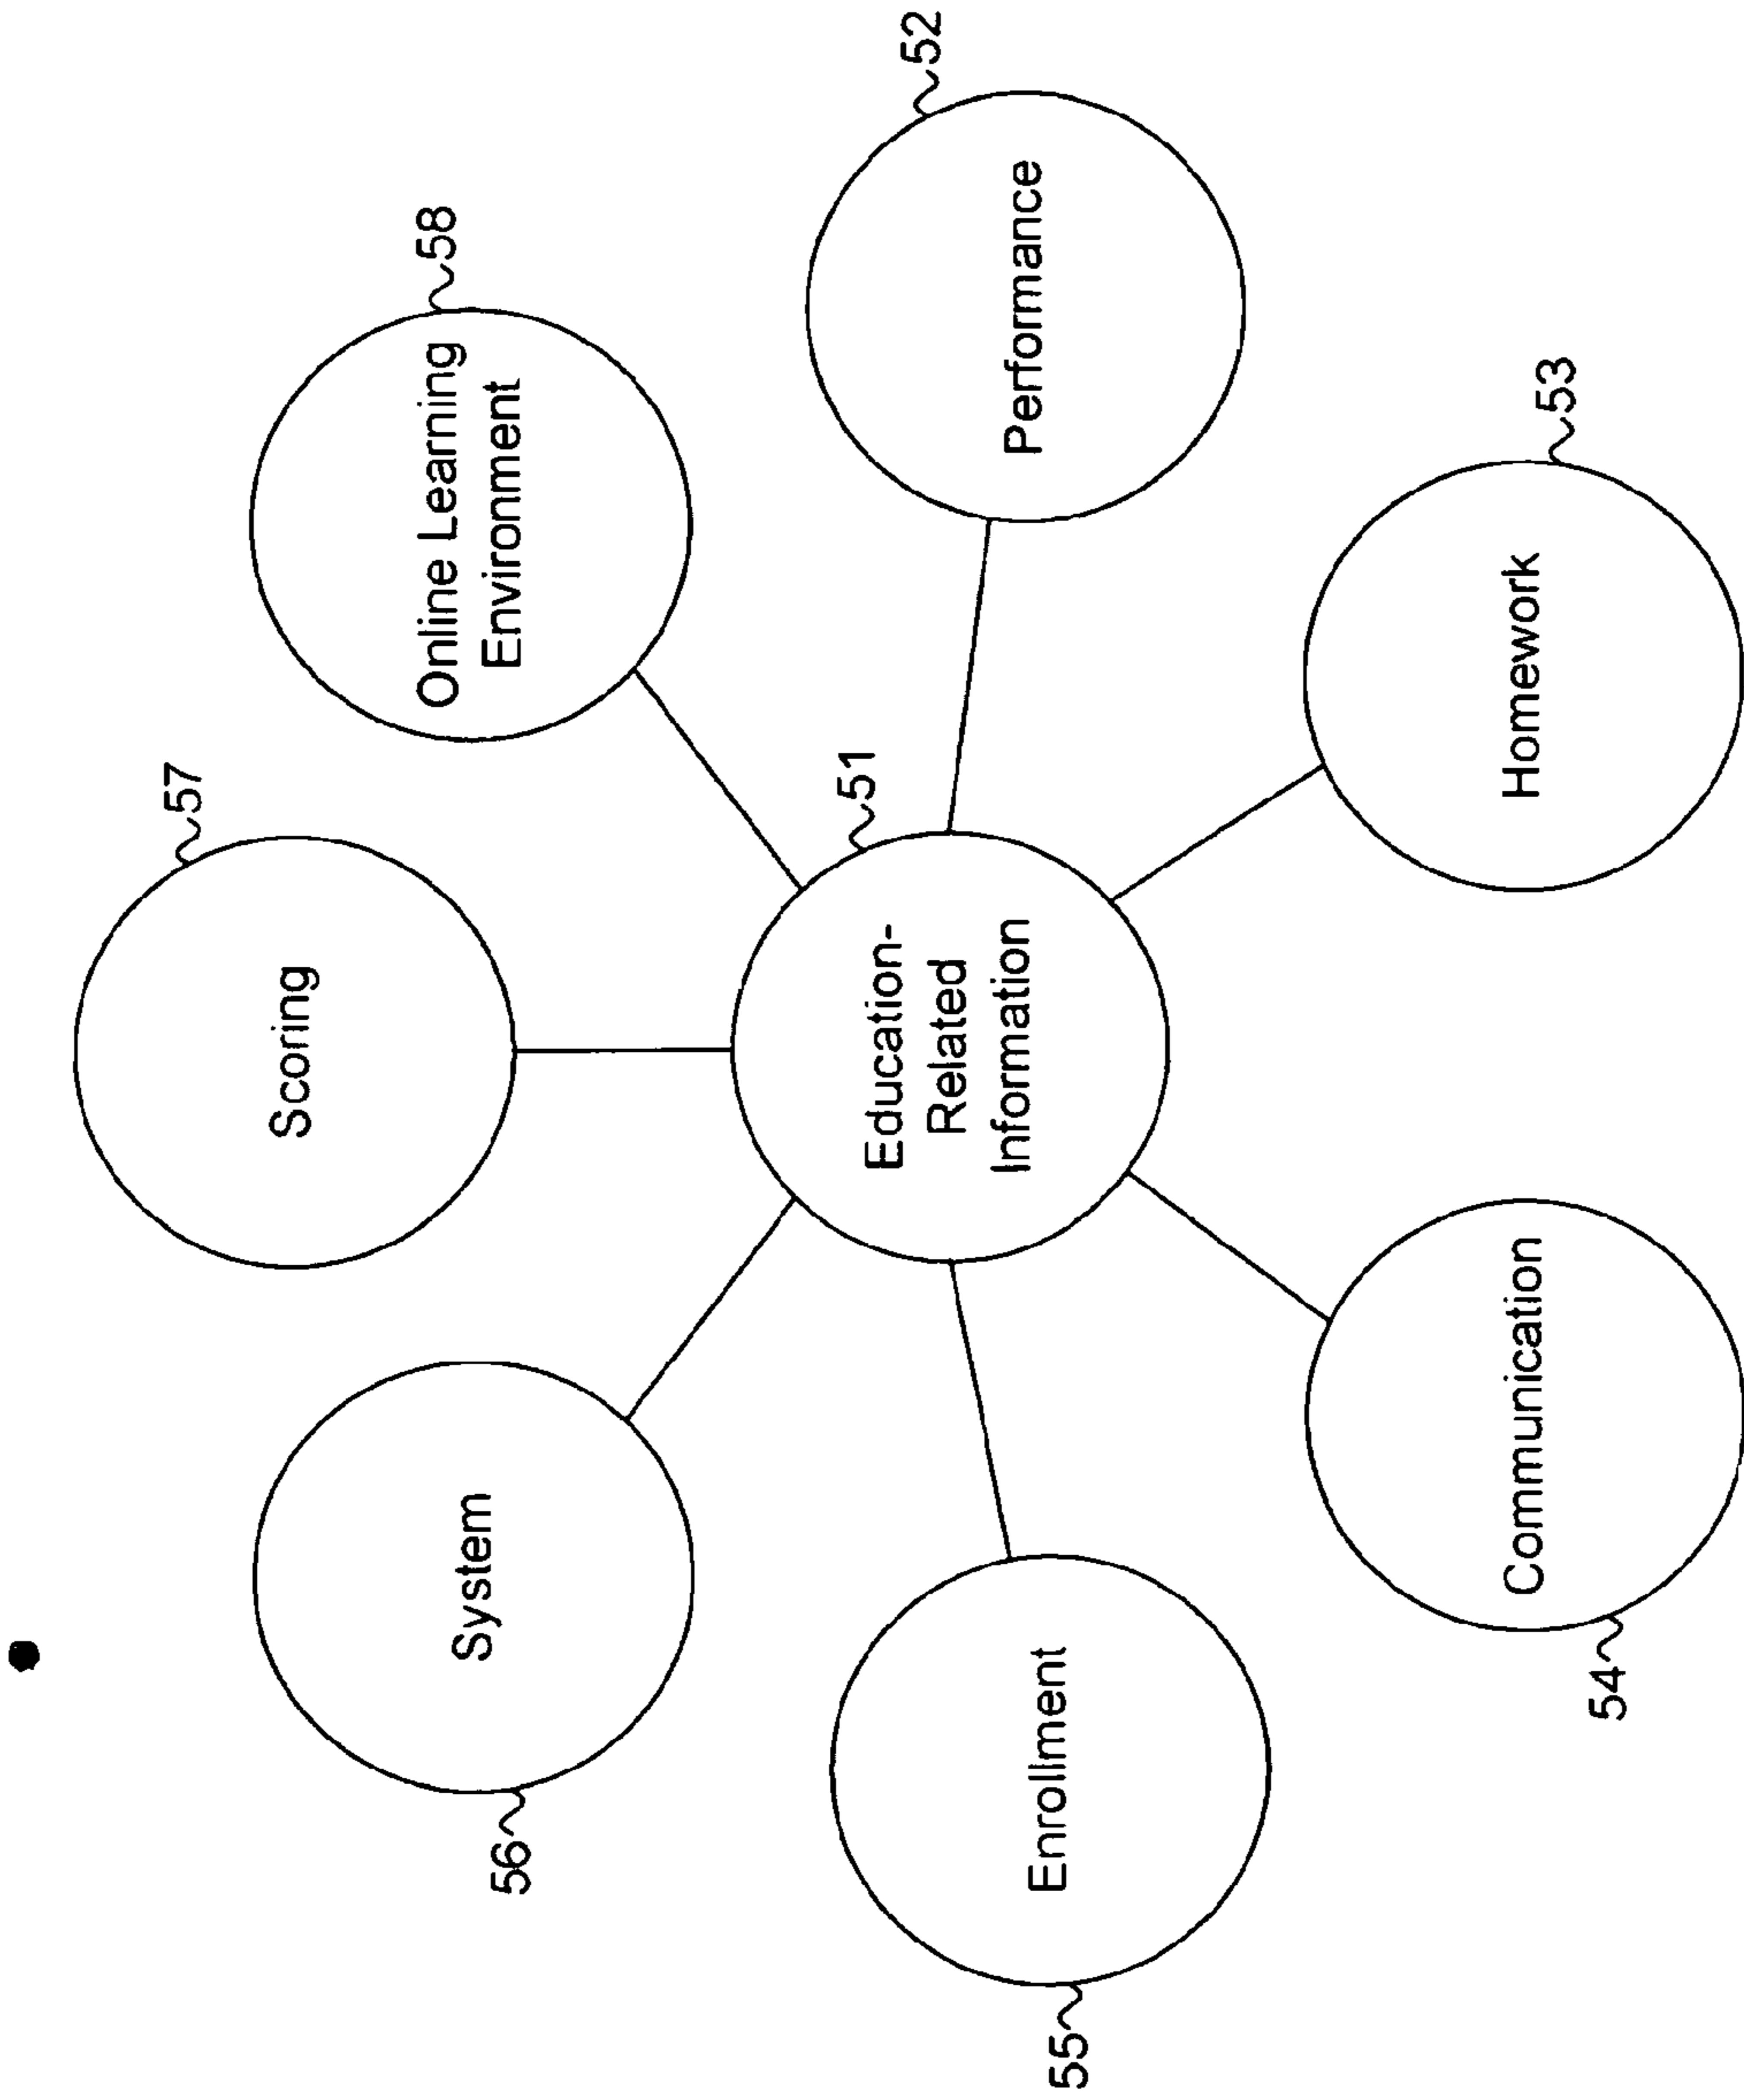 57
Scoring
58
Online Learning
Environment
56
System
51
Education-
Related
Information
52
Performance
55
Enrollment
53
Homework
54
Communication